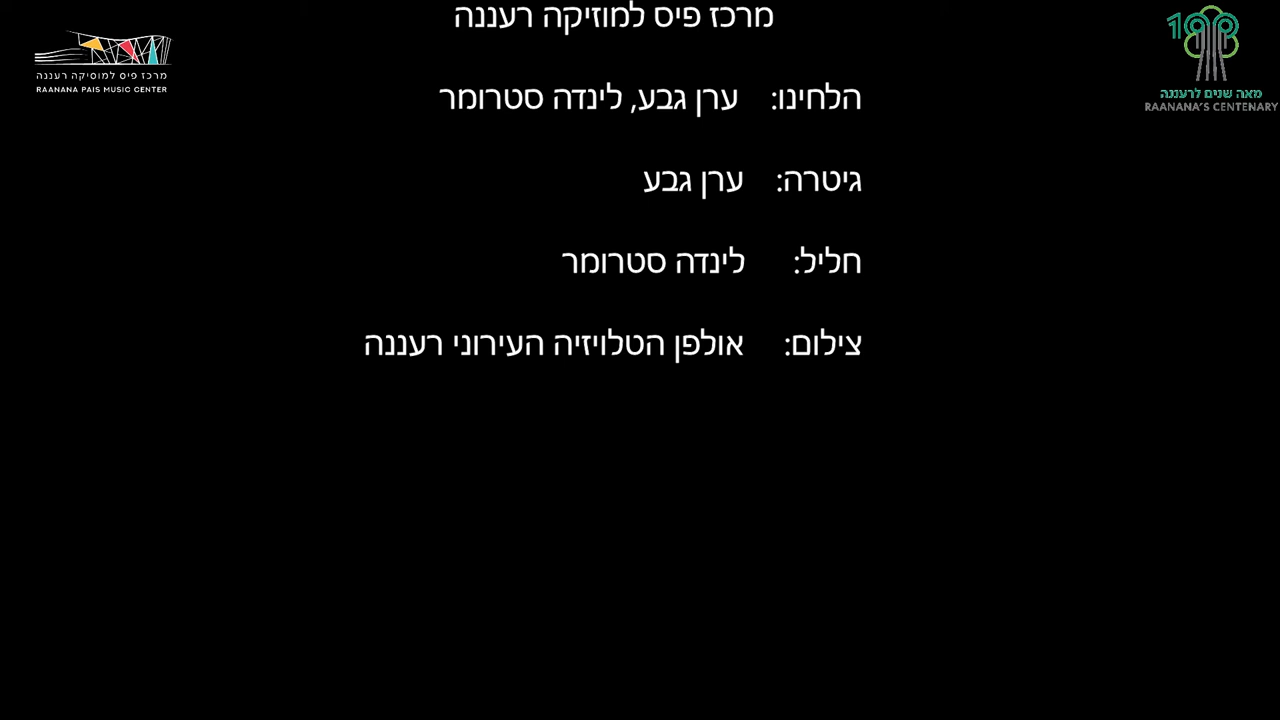 מרכז פיס למוזיקה רעננה
הלחינו: ערן גבע, לינדה סטרומר
גיטרה: ערן גבע
חליל: לינדה סטרומר
צילום: אולפן הטלויזיה העירוני רעננה
מרכז פיס למוסיקה רעננה
RAANANA PAIS MUSIC CENTER
100
מאה שנים לרעננה
RAANANA'S CENTENARY